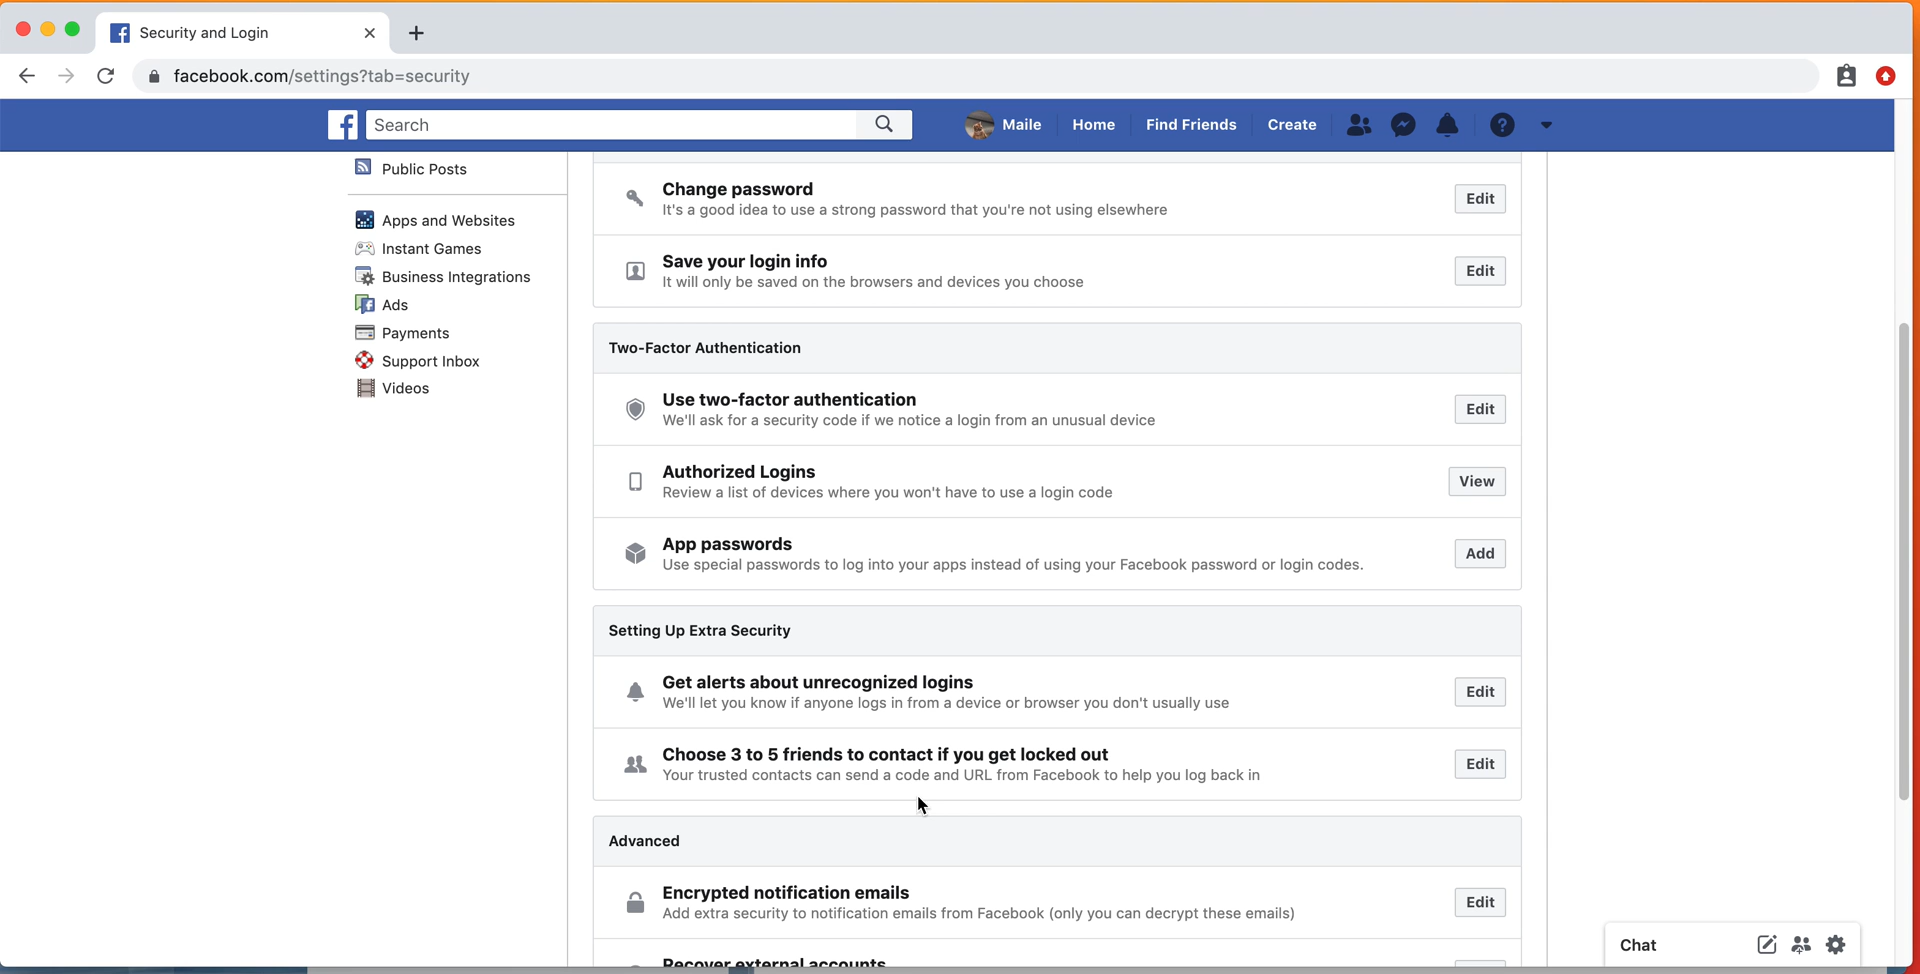 Security and Login
facebook.com/settings?tab=security
Search
Maile
Home
Find Friends
Create
Public Posts
Apps and Websites
Instant Games
Business Integrations
Ads
Payments
Support Inbox
Videos
Change password
It's a good idea to use a strong password that you're not using elsewhere
Edit
Save your login info
It will only be saved on the browsers and devices you choose
Edit
Two-Factor Authentication
Use two-factor authentication
We'll ask for a security code if we notice a login from an unusual device
Edit
Authorized Logins
Review a list of devices where you won't have to use a login code
View
App passwords
Use special passwords to log into your apps instead of using your Facebook password or login codes.
Add
Setting Up Extra Security
Get alerts about unrecognized logins
We'll let you know if anyone logs in from a device or browser you don't usually use
Edit
Choose 3 to 5 friends to contact if you get locked out
Your trusted contacts can send a code and URL from Facebook to help you log back in
Edit
Advanced
Encrypted notification emails
Add extra security to notification emails from Facebook (only you can decrypt these emails)
Edit
Recover external accounts
Chat